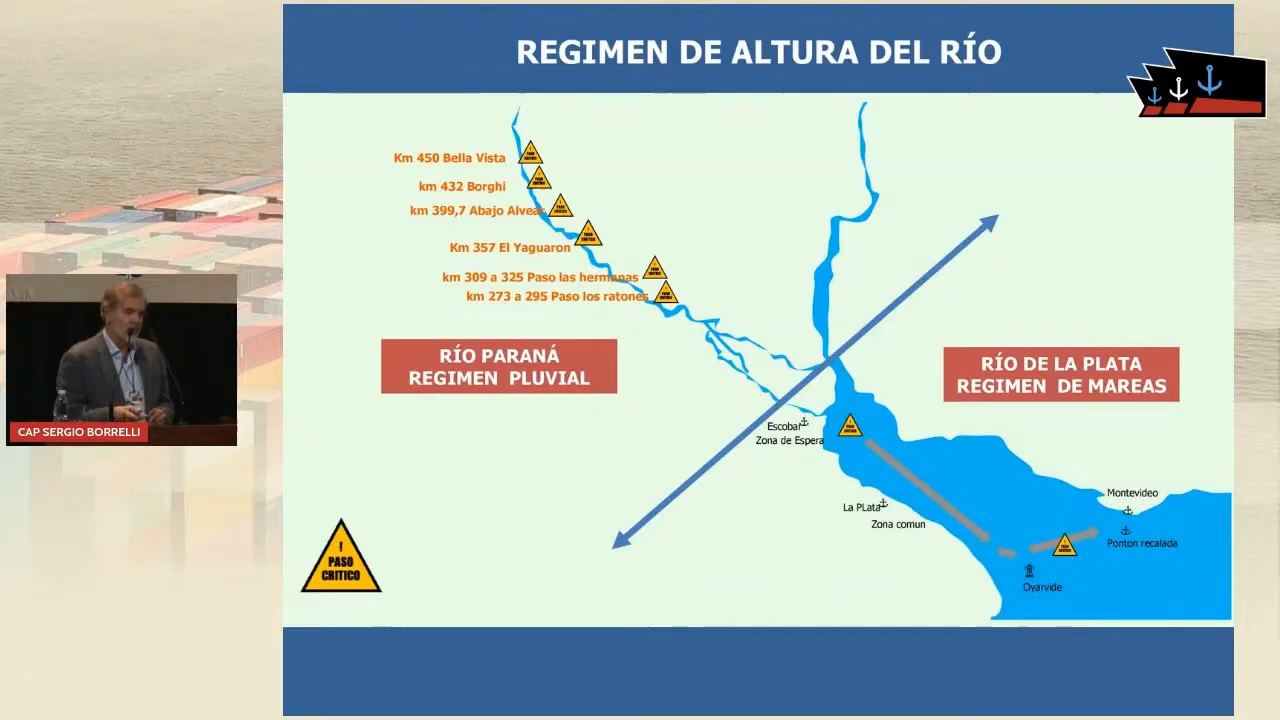 REGIMEN DE ALTURA DEL RÍO
Km 450 Bella Vista
km 432 Borghi
km 399,7 Abajo Alvear
Km 357 El Yaguaron
km 309 a 325 Paso las hermanas
km 273 a 295 Paso los ratones
RÍO PARANÁ
REGIMEN PLUVIAL
RÍO DE LA PLATA
REGIMEN DE MAREAS
Escobal
Zona de Espera
La PLata
Zona comun
Montevideo
Ponton recalada
Oyarvide
!
PASO
CRITICO
CAP SERGIO BORRELLI